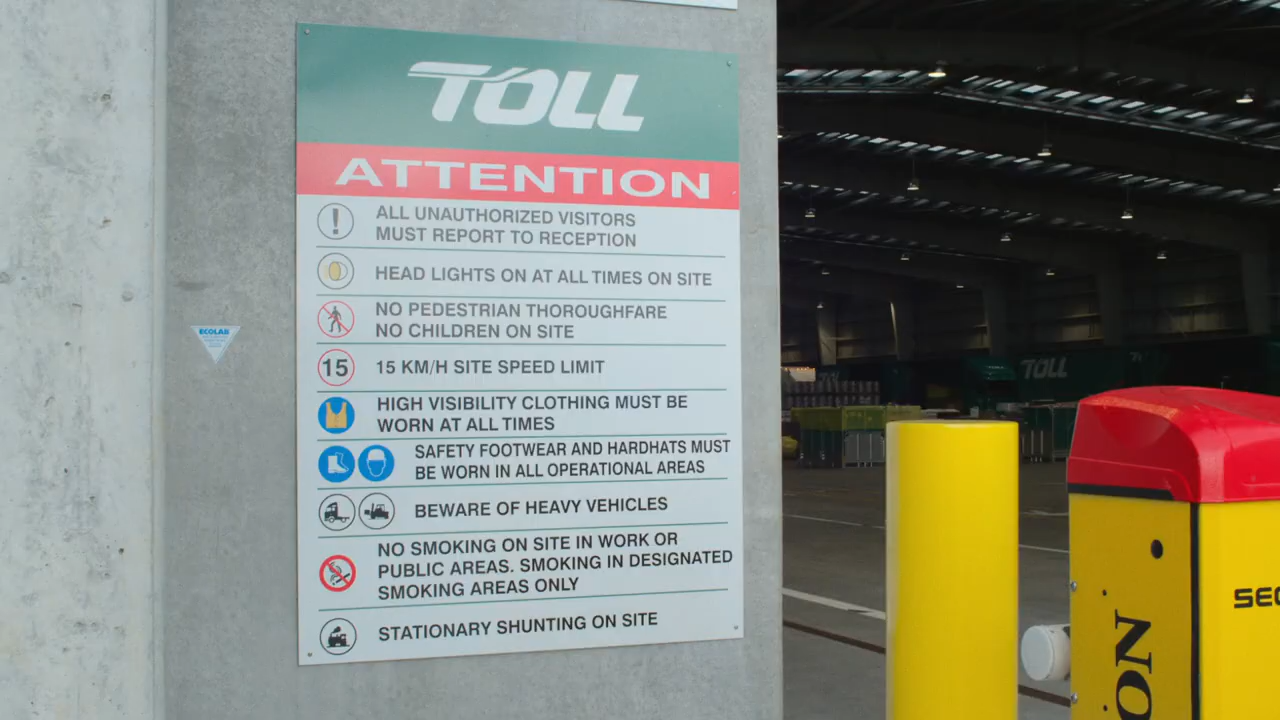 TOLL
ATTENTION
ALL UNAUTHORIZED VISITORS
MUST REPORT TO RECEPTION
HEAD LIGHTS ON AT ALL TIMES ON SITE
NO PEDESTRIAN THOROUGHFARE
NO CHILDREN ON SITE
15
15 KM/H SITE SPEED LIMIT
HIGH VISIBILITY CLOTHING MUST BE
WORN AT ALL TIMES
SAFETY FOOTWEAR AND HARDHATS MUST
BE WORN IN ALL OPERATIONAL AREAS
BEWARE OF HEAVY VEHICLES
NO SMOKING ON SITE IN WORK OR
PUBLIC AREAS. SMOKING IN DESIGNATED
SMOKING AREAS ONLY
STATIONARY SHUNTING ON SITE
ECOLAB
TOLL
SEC
ON